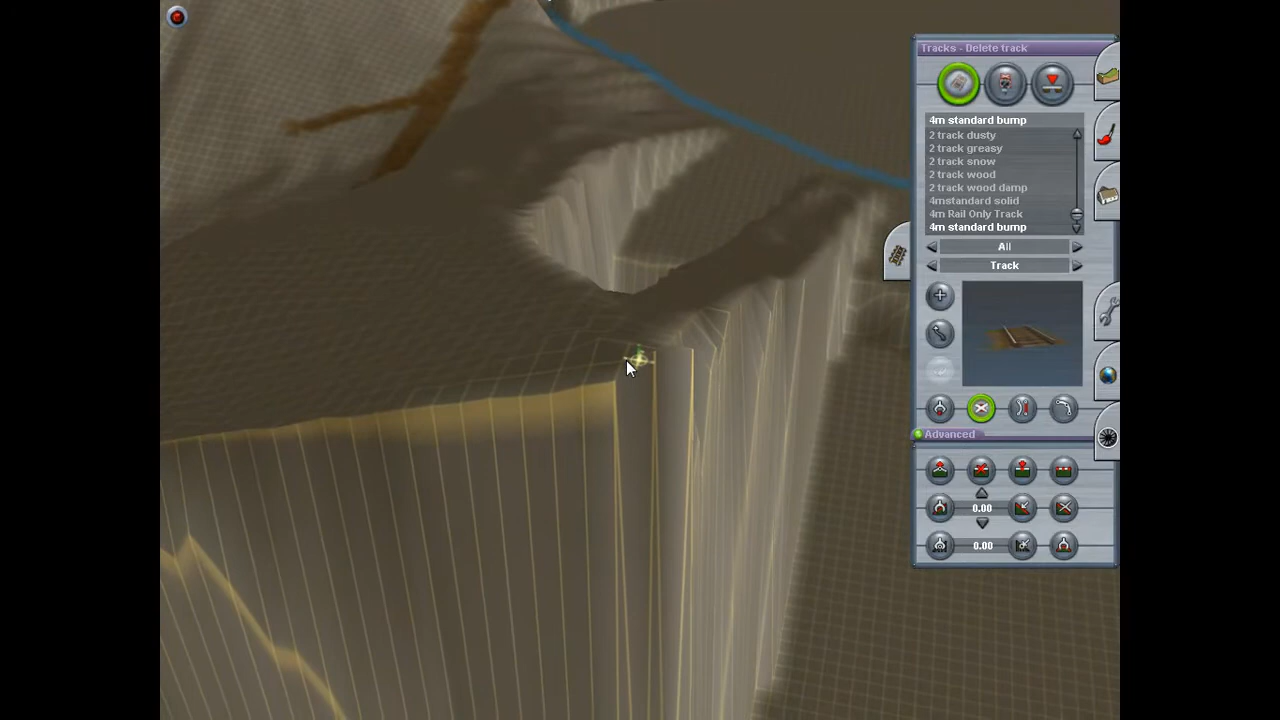 Tracks - Delete track
4m standard bump
2 track dusty
2 track greasy
2 track snow
2 track wood
2 track wood damp
4mstandard solid
4m Rail Only Track
4m standard bump
All
Track
Advanced
0.00
0.00